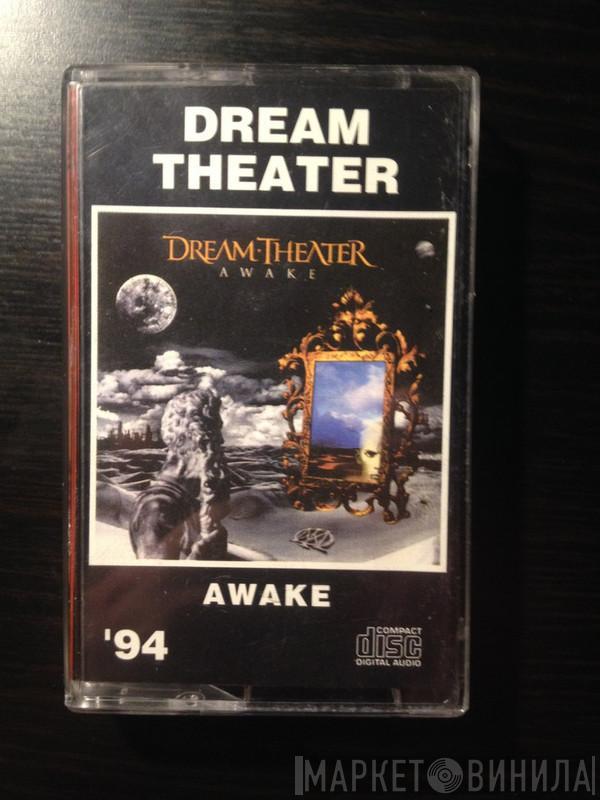 DREAM
THEATER
DREAM·THEATER
AWAKE
AWAKE
'94
COMPACT
disc
DIGITAL AUDIO
МАРКЕТ ВИНИЛА